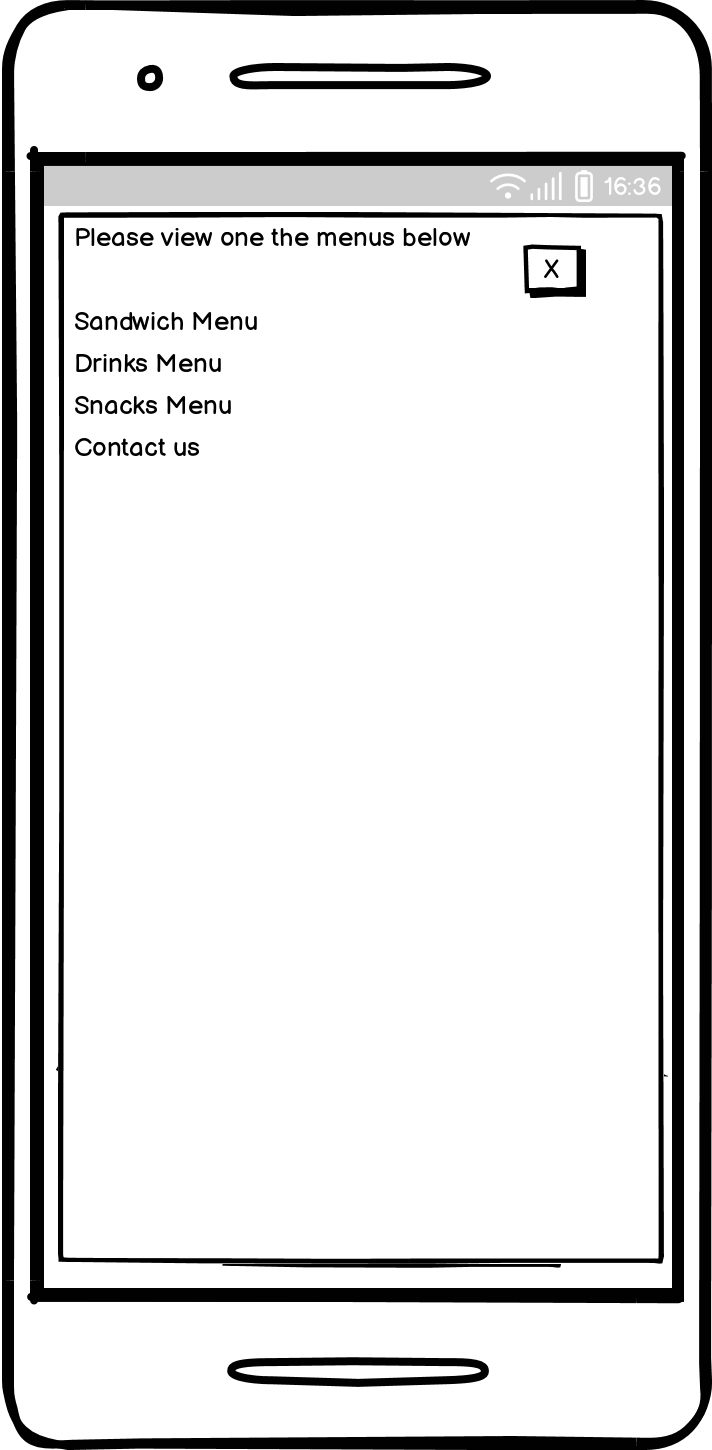 16:36
Please view one the menus below
X
Sandwich Menu
Drinks Menu
Snacks Menu
Contact us